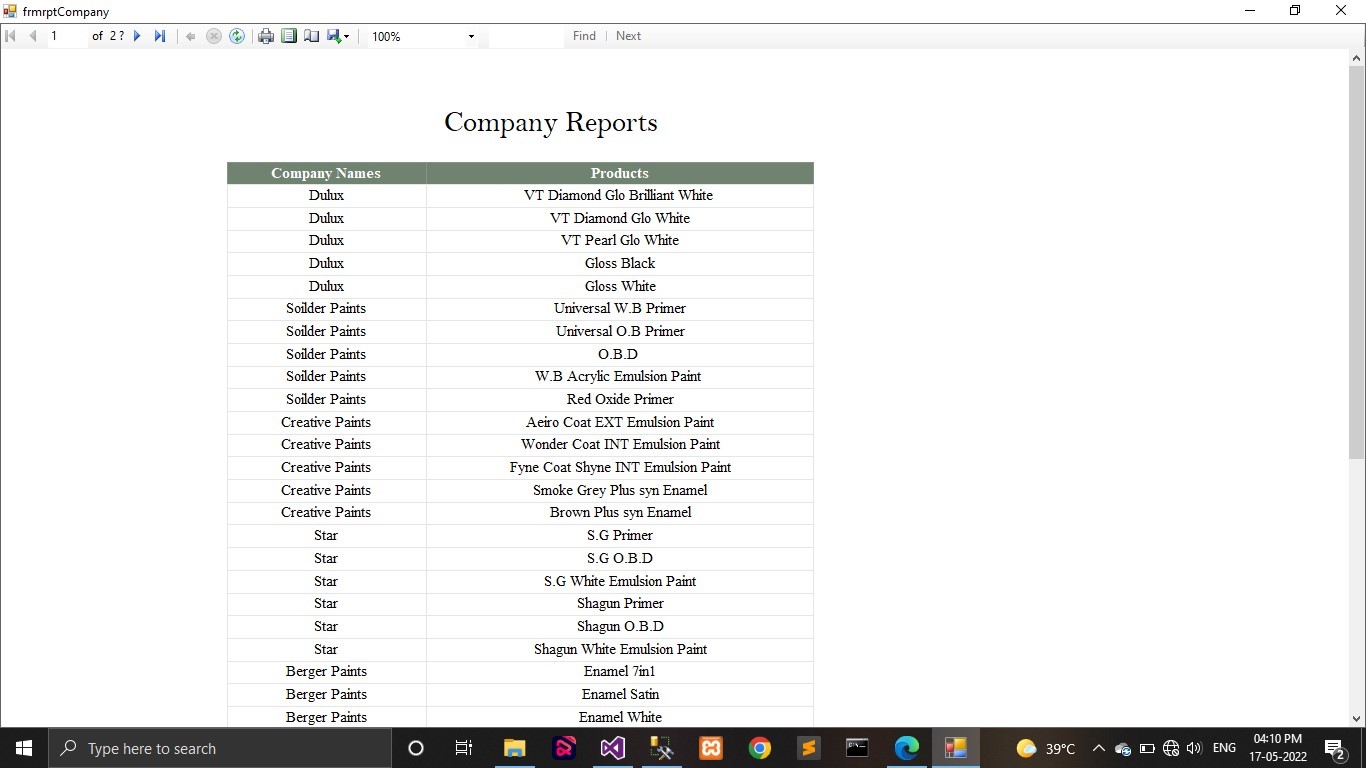 frmrptCompany
1 of 2 ? 100% Find | Next
Company Reports
Company Names Products
Dulux VT Diamond Glo Brilliant White
Dulux VT Diamond Glo White
Dulux VT Pearl Glo White
Dulux Gloss Black
Dulux Gloss White
Soilder Paints Universal W.B Primer
Soilder Paints Universal O.B Primer
Soilder Paints O.B.D
Soilder Paints W.B Acrylic Emulsion Paint
Soilder Paints Red Oxide Primer
Creative Paints Aeiro Coat EXT Emulsion Paint
Creative Paints Wonder Coat INT Emulsion Paint
Creative Paints Fyne Coat Shyne INT Emulsion Paint
Creative Paints Smoke Grey Plus syn Enamel
Creative Paints Brown Plus syn Enamel
Star S.G Primer
Star S.G O.B.D
Star S.G White Emulsion Paint
Star Shagun Primer
Star Shagun O.B.D
Star Shagun White Emulsion Paint
Berger Paints Enamel 7in1
Berger Paints Enamel Satin
Berger Paints Enamel White
Type here to search 39°C ENG 04:10 PM
17-05-2022 2